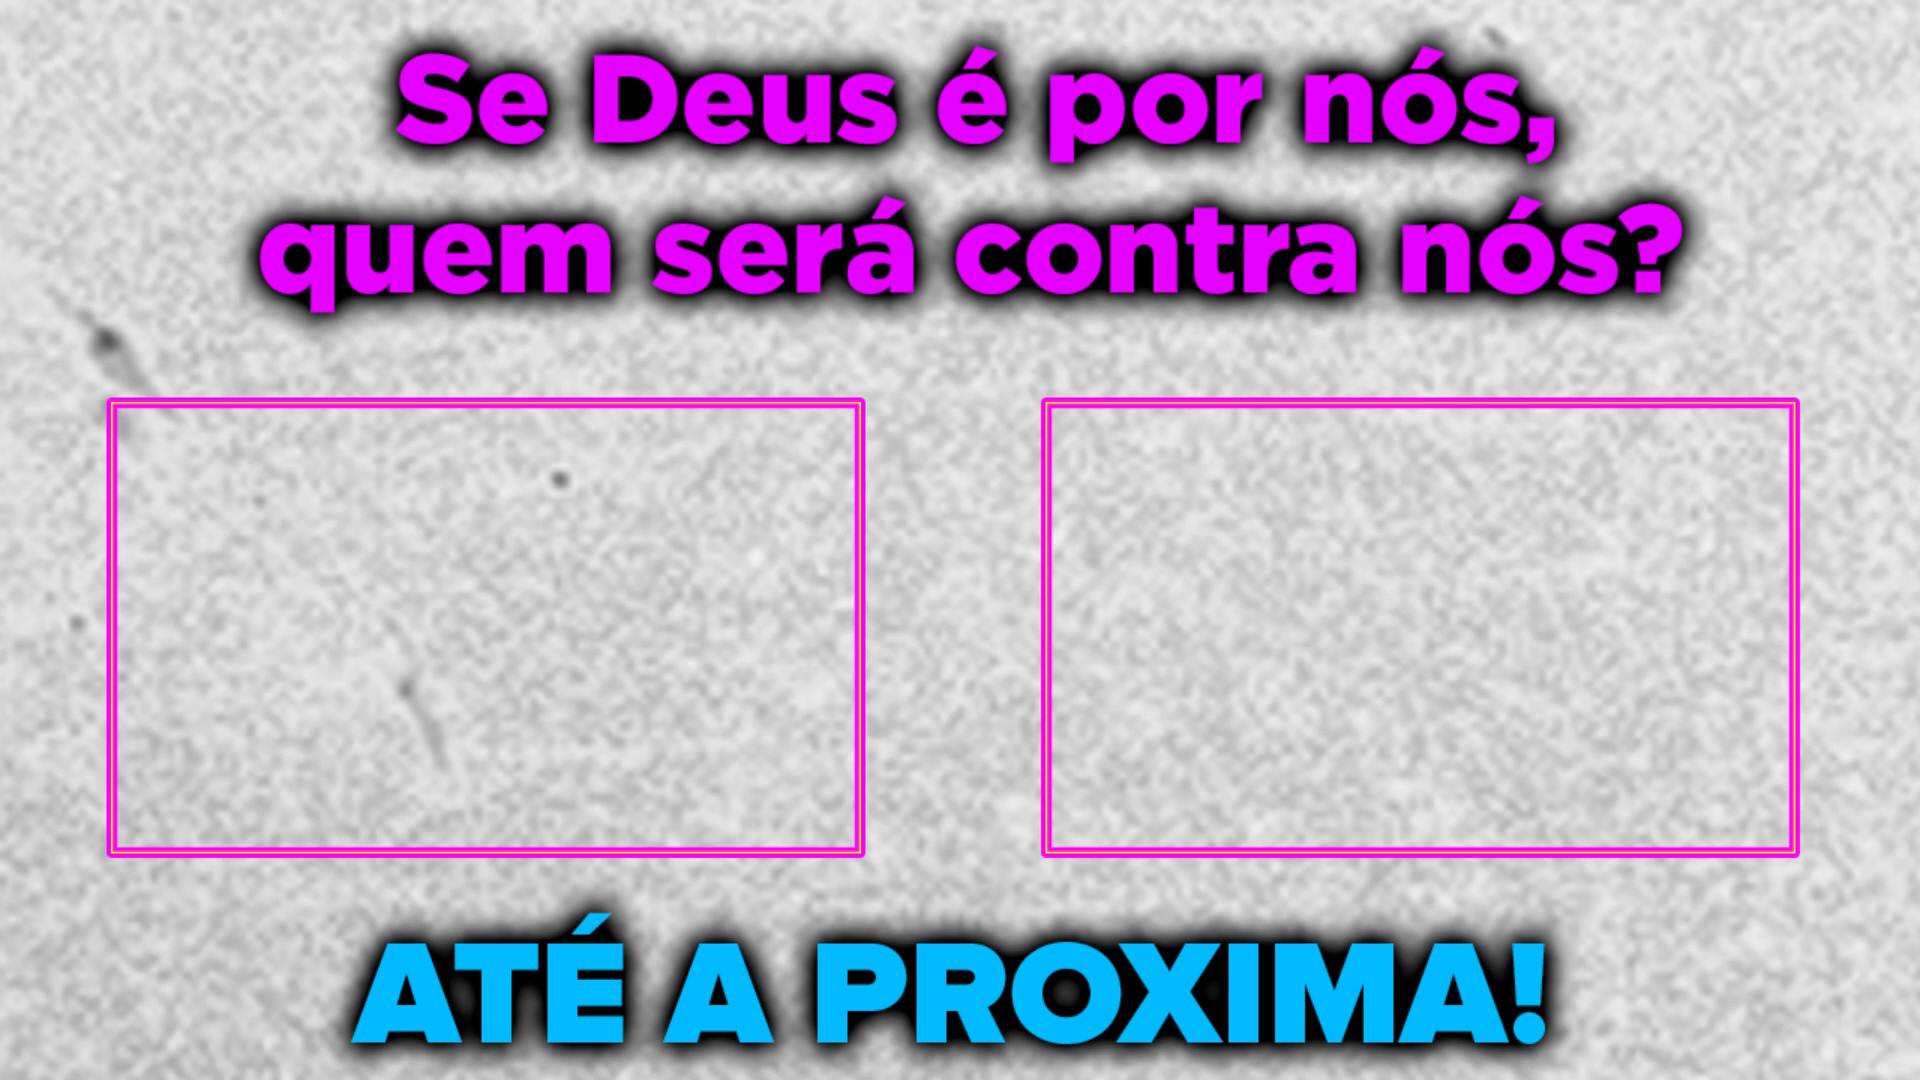 Se Deus é por nós,
quem será contra nós?
ATÉ A PROXIMA!